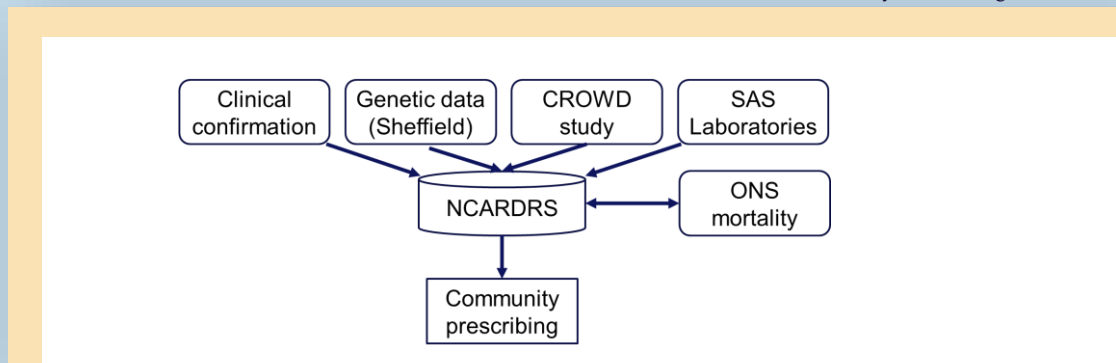 Clinical
confirmation
Genetic data
(Sheffield)
CROWD
study
SAS
Laboratories
NCARDRS
ONS
mortality
Community
prescribing